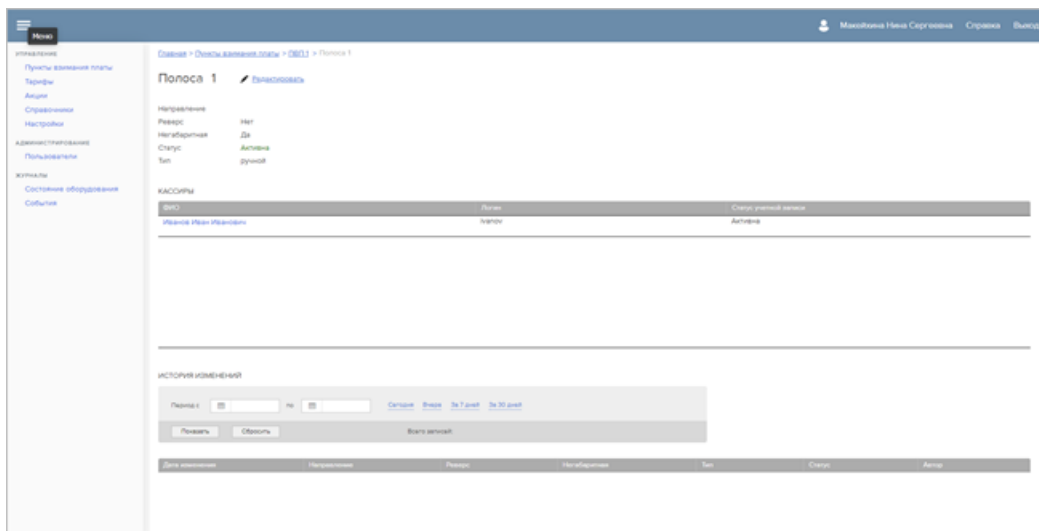 Макойкина Нина Сергеевна Справка Выход
Меню
УПРАВЛЕНИЕ
Пункты взимания платы
Тарифы
Акции
Справочники
Настройки
АДМИНИСТРИРОВАНИЕ
Пользователи
ЖУРНАЛЫ
Состояние оборудования
События
Главная > Пункты взимания платы > ПВП 1 > Полоса 1
Полоса 1 Редактировать
Направление
Реверс Нет
Негабаритная Да
Статус Активна
Тип ручной
КАССИРЫ
ФИО Логин Статус учетной записи
Иванов Иван Иванович ivanov Активна
ИСТОРИЯ ИЗМЕНЕНИЙ
Период с по Сегодня Вчера За 7 дней За 30 дней
Показать Сбросить Всего записей:
Дата изменения Направление Реверс Негабаритная Тип Статус Автор